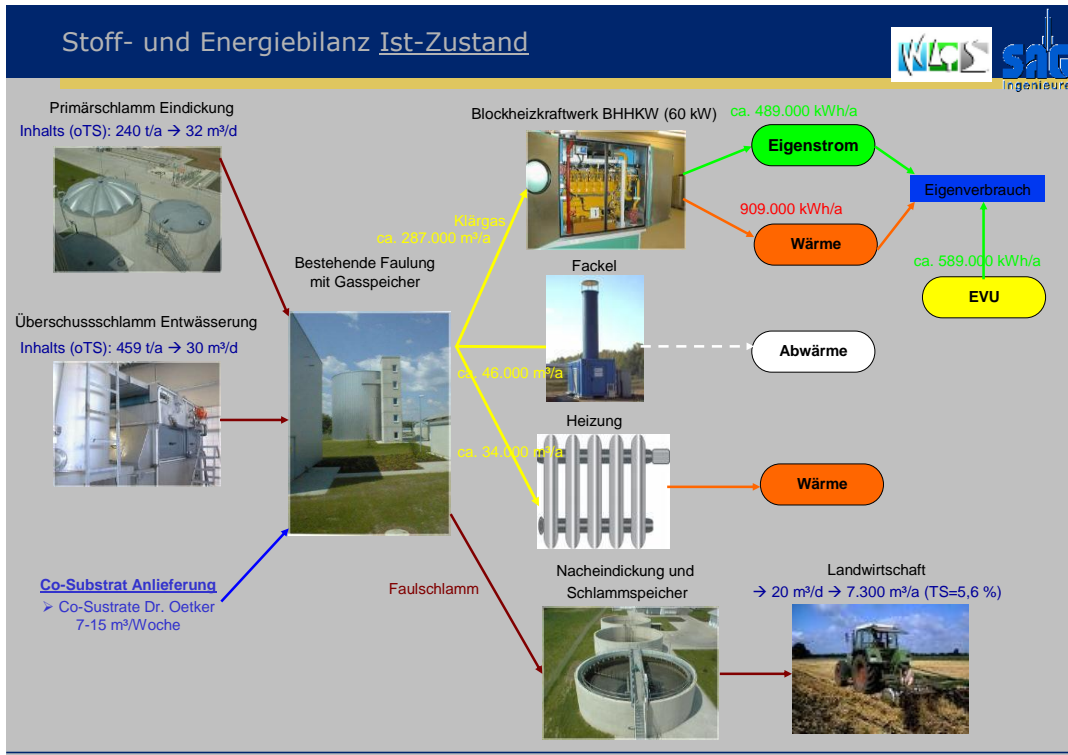 Stoff- und Energiebilanz Ist-Zustand
WLGS
SAG
Ingenieure
Primärschlamm Eindickung
Inhalts (oTS): 240 t/a → 32 m³/d
Überschussschlamm Entwässerung
Inhalts (oTS): 459 t/a → 30 m³/d
Co-Substrat Anlieferung
➢ Co-Sustrate Dr. Oetker
7-15 m³/Woche
Bestehende Faulung
mit Gasspeicher
Klärgas
ca. 287.000 m³/a
ca. 46.000 m³/a
ca. 34.000 m³/a
Faulschlamm
Blockheizkraftwerk BHHKW (60 kW)
ca. 489.000 kWh/a
Eigenstrom
909.000 kWh/a
Wärme
Eigenverbrauch
ca. 589.000 kWh/a
EVU
Fackel
Abwärme
Heizung
Wärme
Nacheindickung und
Schlammspeicher
Landwirtschaft
→ 20 m³/d → 7.300 m³/a (TS=5,6 %)